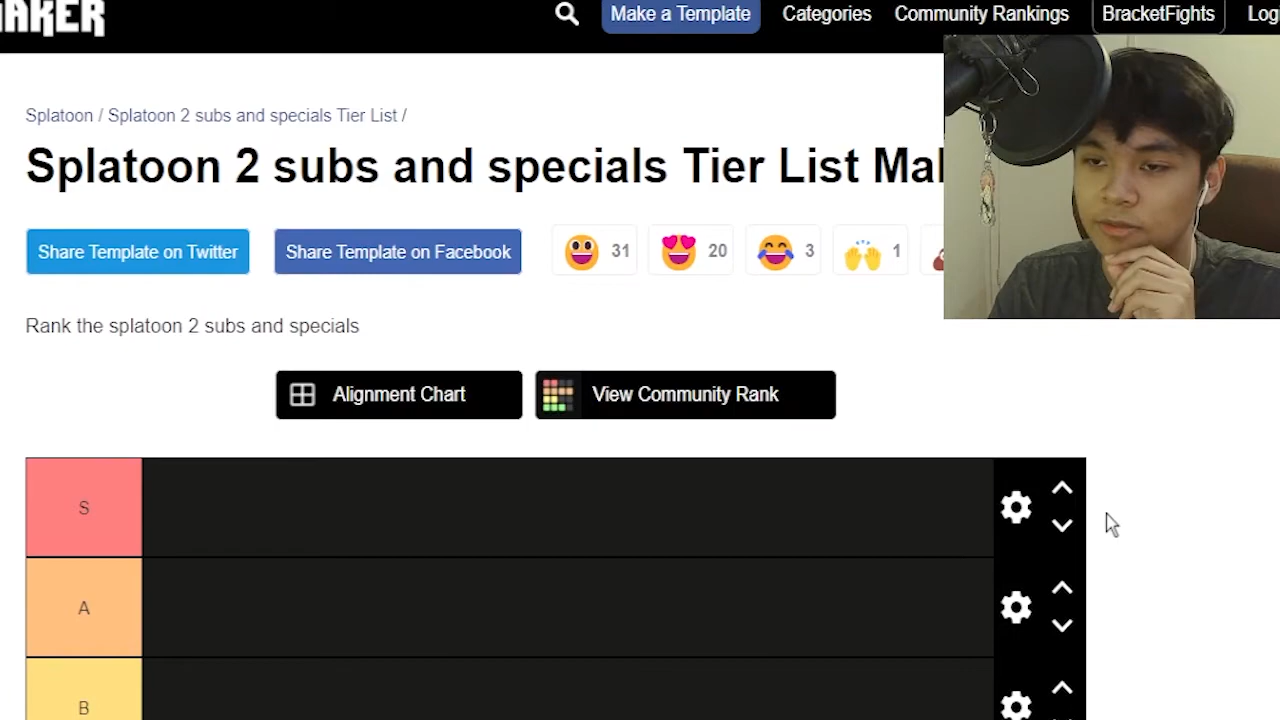 AKER
Make a Template
Categories
Community Rankings
BracketFights
Log
Splatoon / Splatoon 2 subs and specials Tier List /
Splatoon 2 subs and specials Tier List Mal
Share Template on Twitter
Share Template on Facebook
31
20
3
1
Rank the splatoon 2 subs and specials
Alignment Chart
View Community Rank
S
A
B